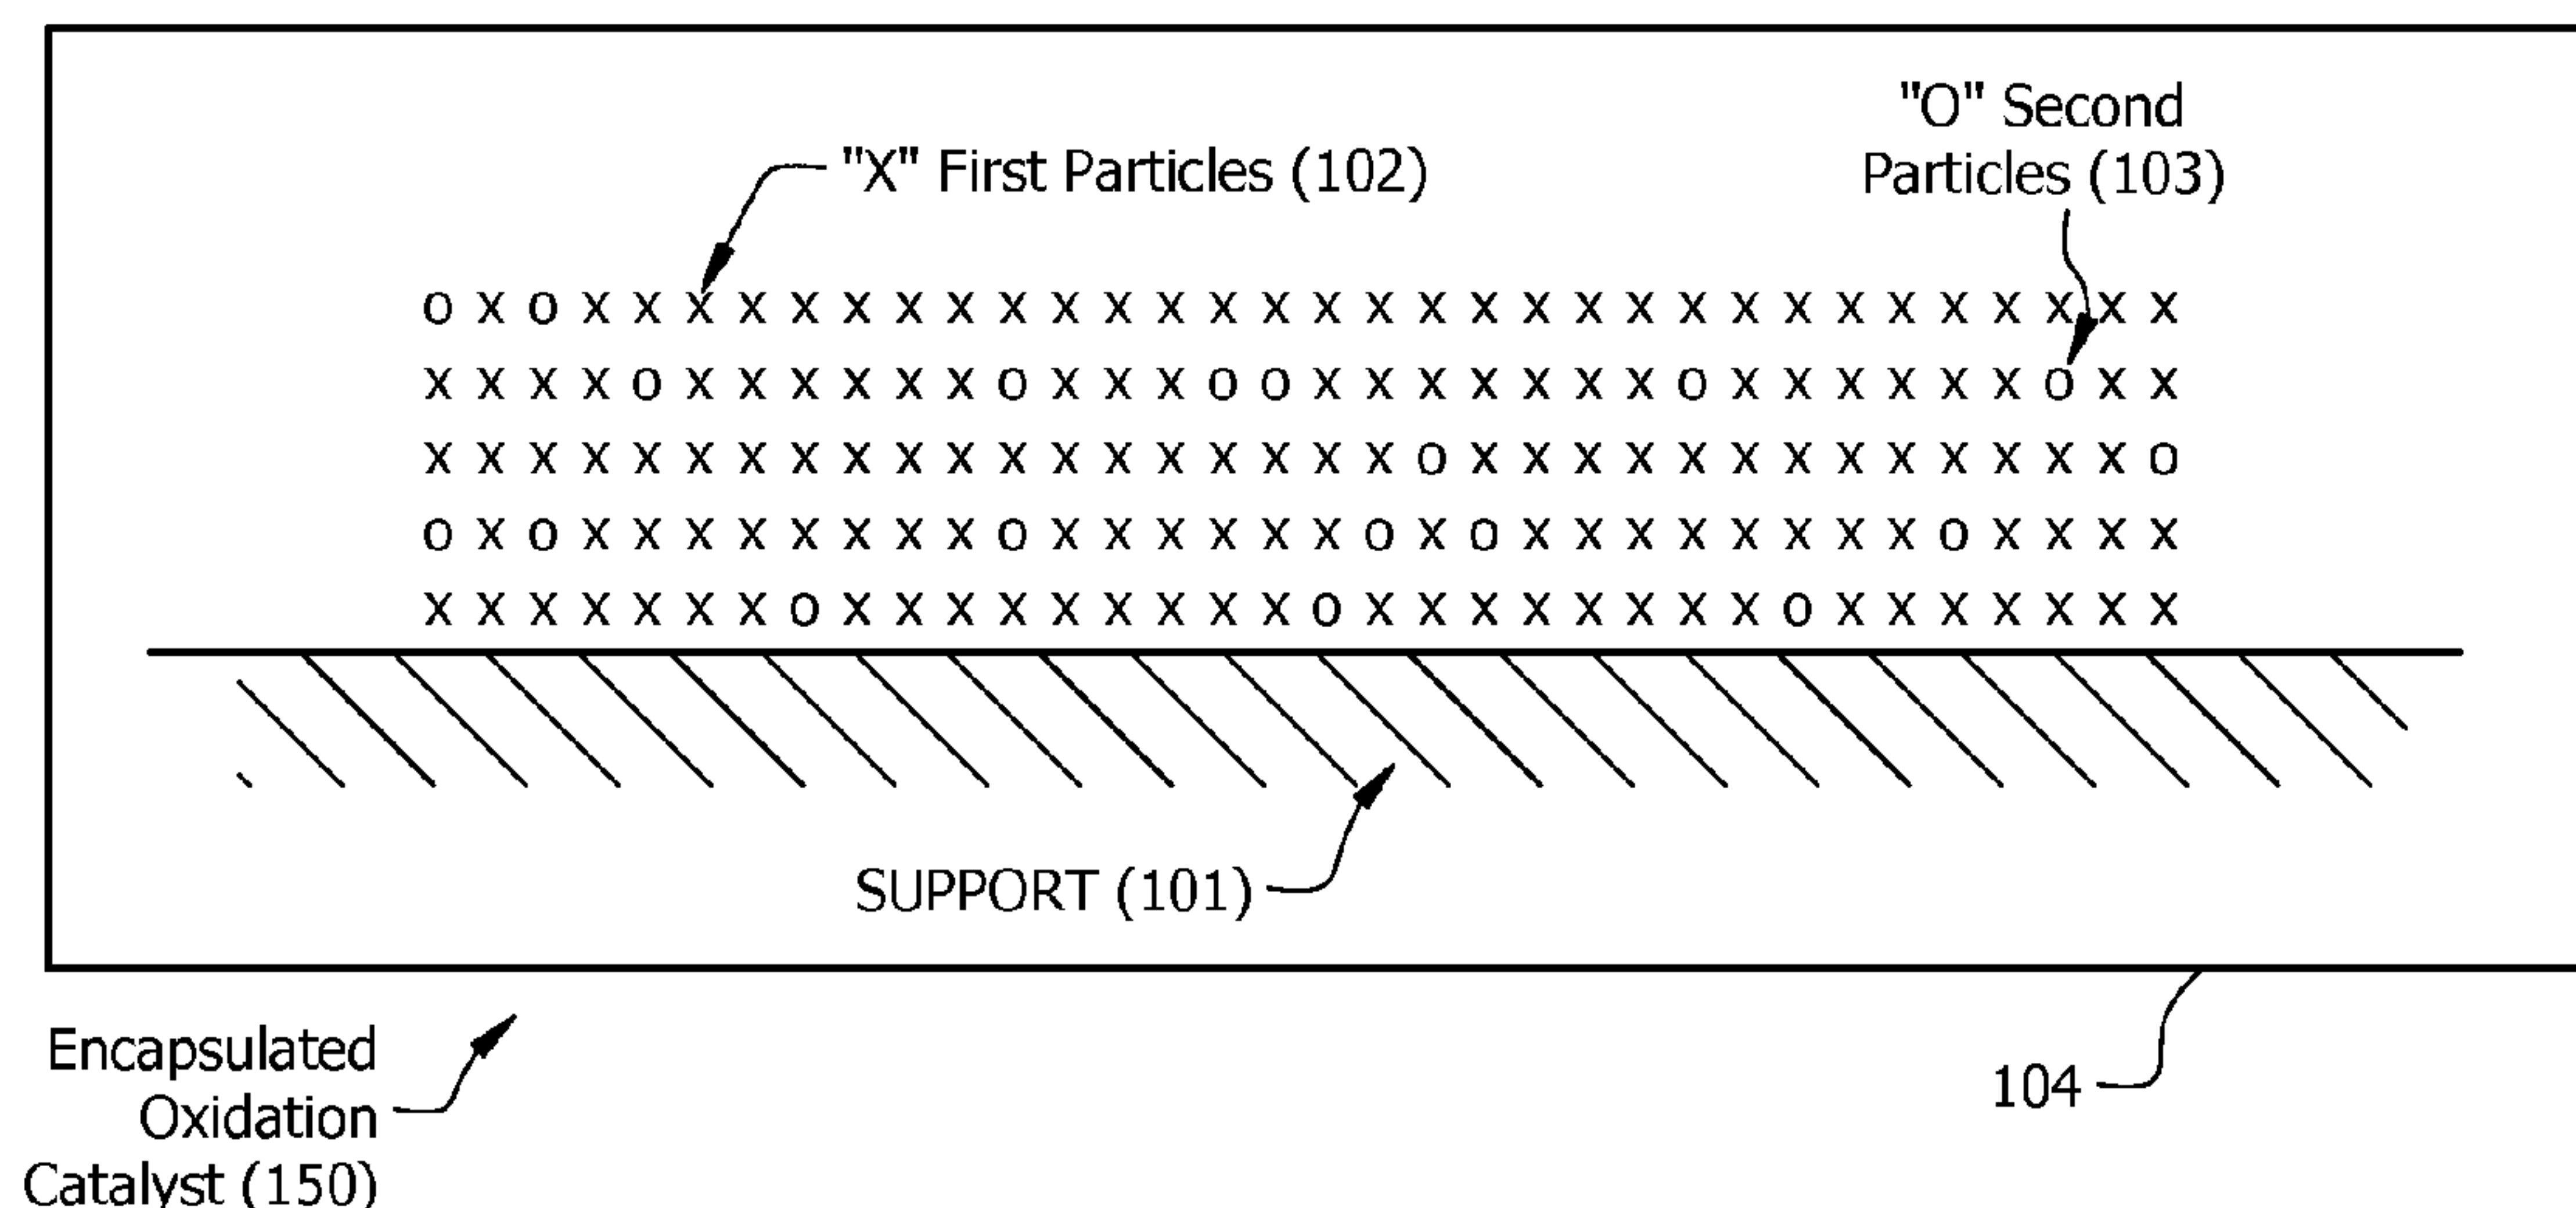 "O" Second
Particles (103)
"X" First Particles (102)
o x o x x x x x x x x x x x x x x x x x x x x x x x x x x x x x x x
x x x x o x x x x x x o x x x o o x x x x x x x o x x x x x x o x x
x x x x x x x x x x x x x x x x x x x o x x x x x x x x x x x x x o
o x o x x x x x x x x o x x x x x x o x o x x x x x x x x o x x x x
x x x x x x x o x x x x x x x x x o x x x x x x x x o x x x x x x x
SUPPORT (101)
Encapsulated
Oxidation
Catalyst (150)
104